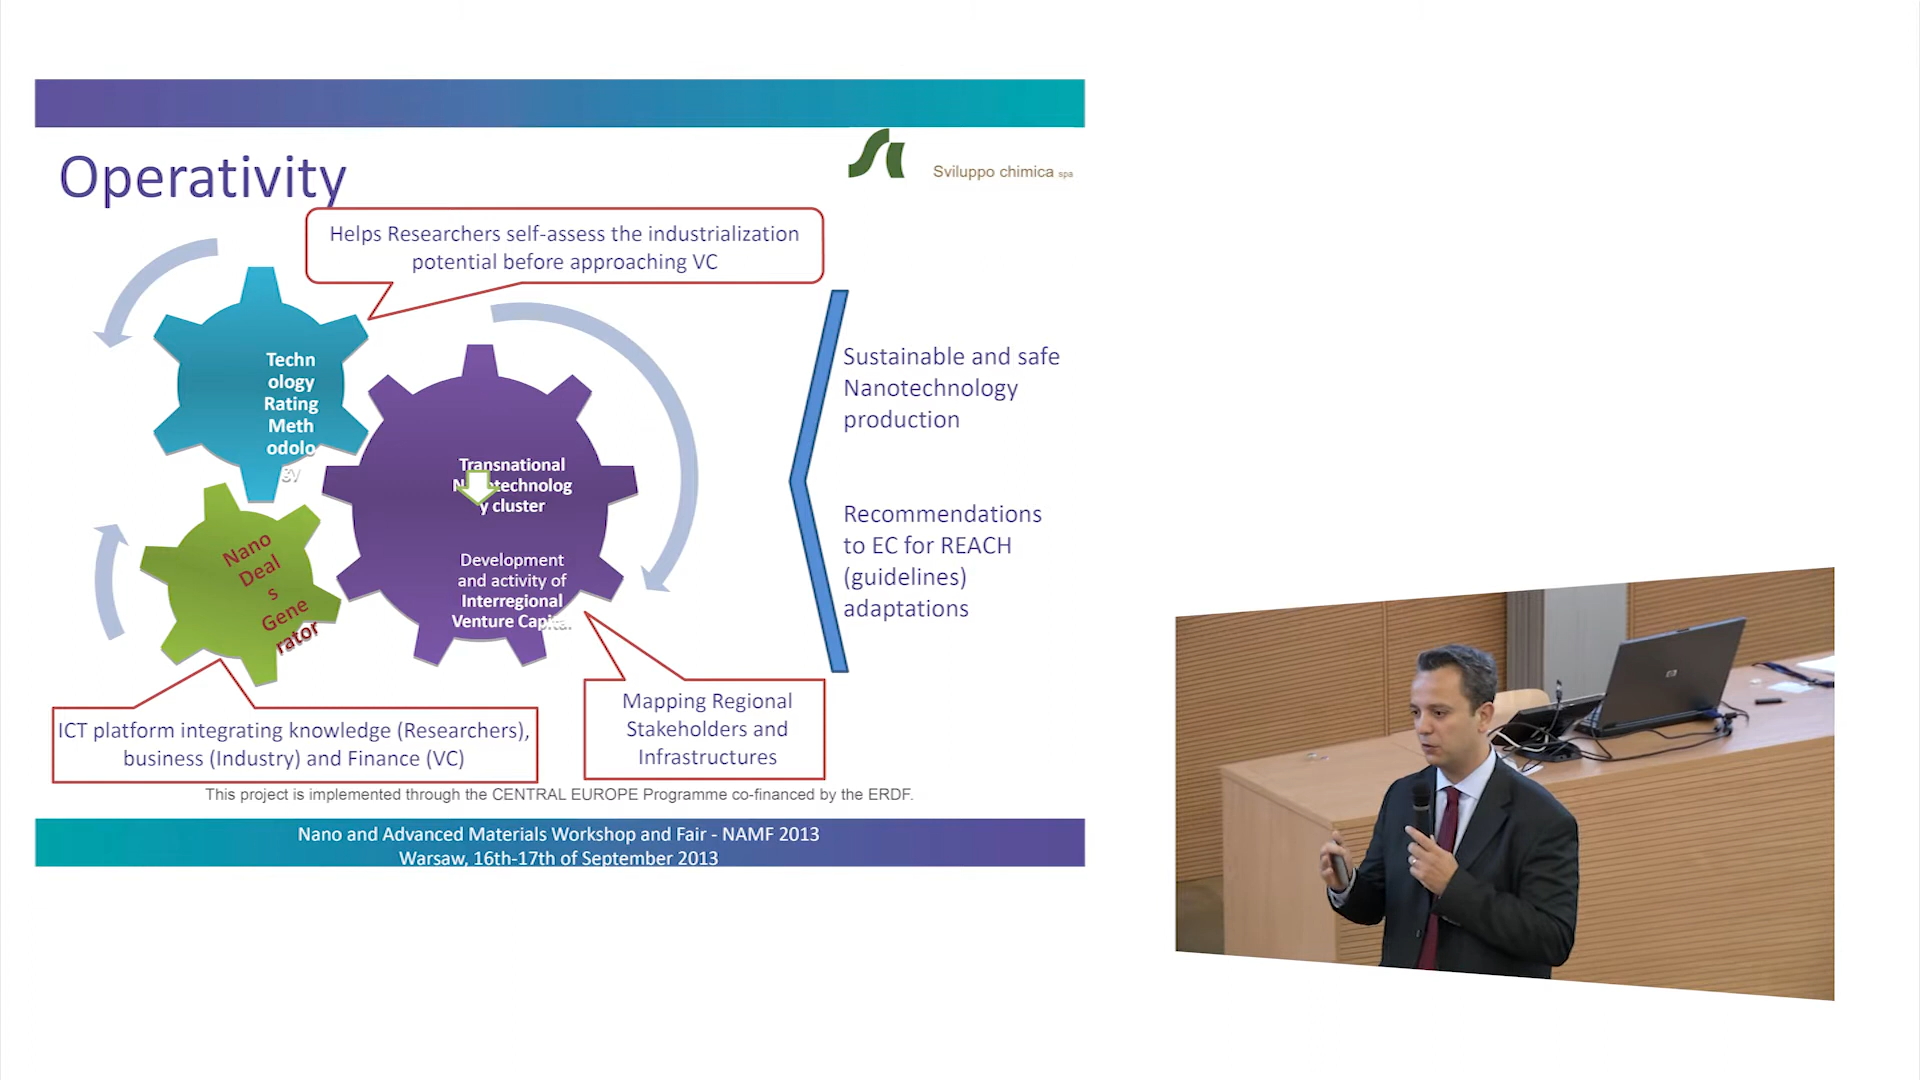 Operativity
Sviluppo chimica spa
Helps Researchers self-assess the industrialization
potential before approaching VC
Techn
ology
Rating
Meth
odolo
gy
Transnational
y cluster
Development
and activity of
Interregional
Venture Capital
Nano
Deal
s
Gene
rator
Sustainable and safe
Nanotechnology
production
Recommendations
to EC for REACH
(guidelines)
adaptations
ICT platform integrating knowledge (Researchers),
business (Industry) and Finance (VC)
Mapping Regional
Stakeholders and
Infrastructures
This project is implemented through the CENTRAL EUROPE Programme co-financed by the ERDF.
Nano and Advanced Materials Workshop and Fair - NAMF 2013
Warsaw, 16th-17th of September 2013
hp